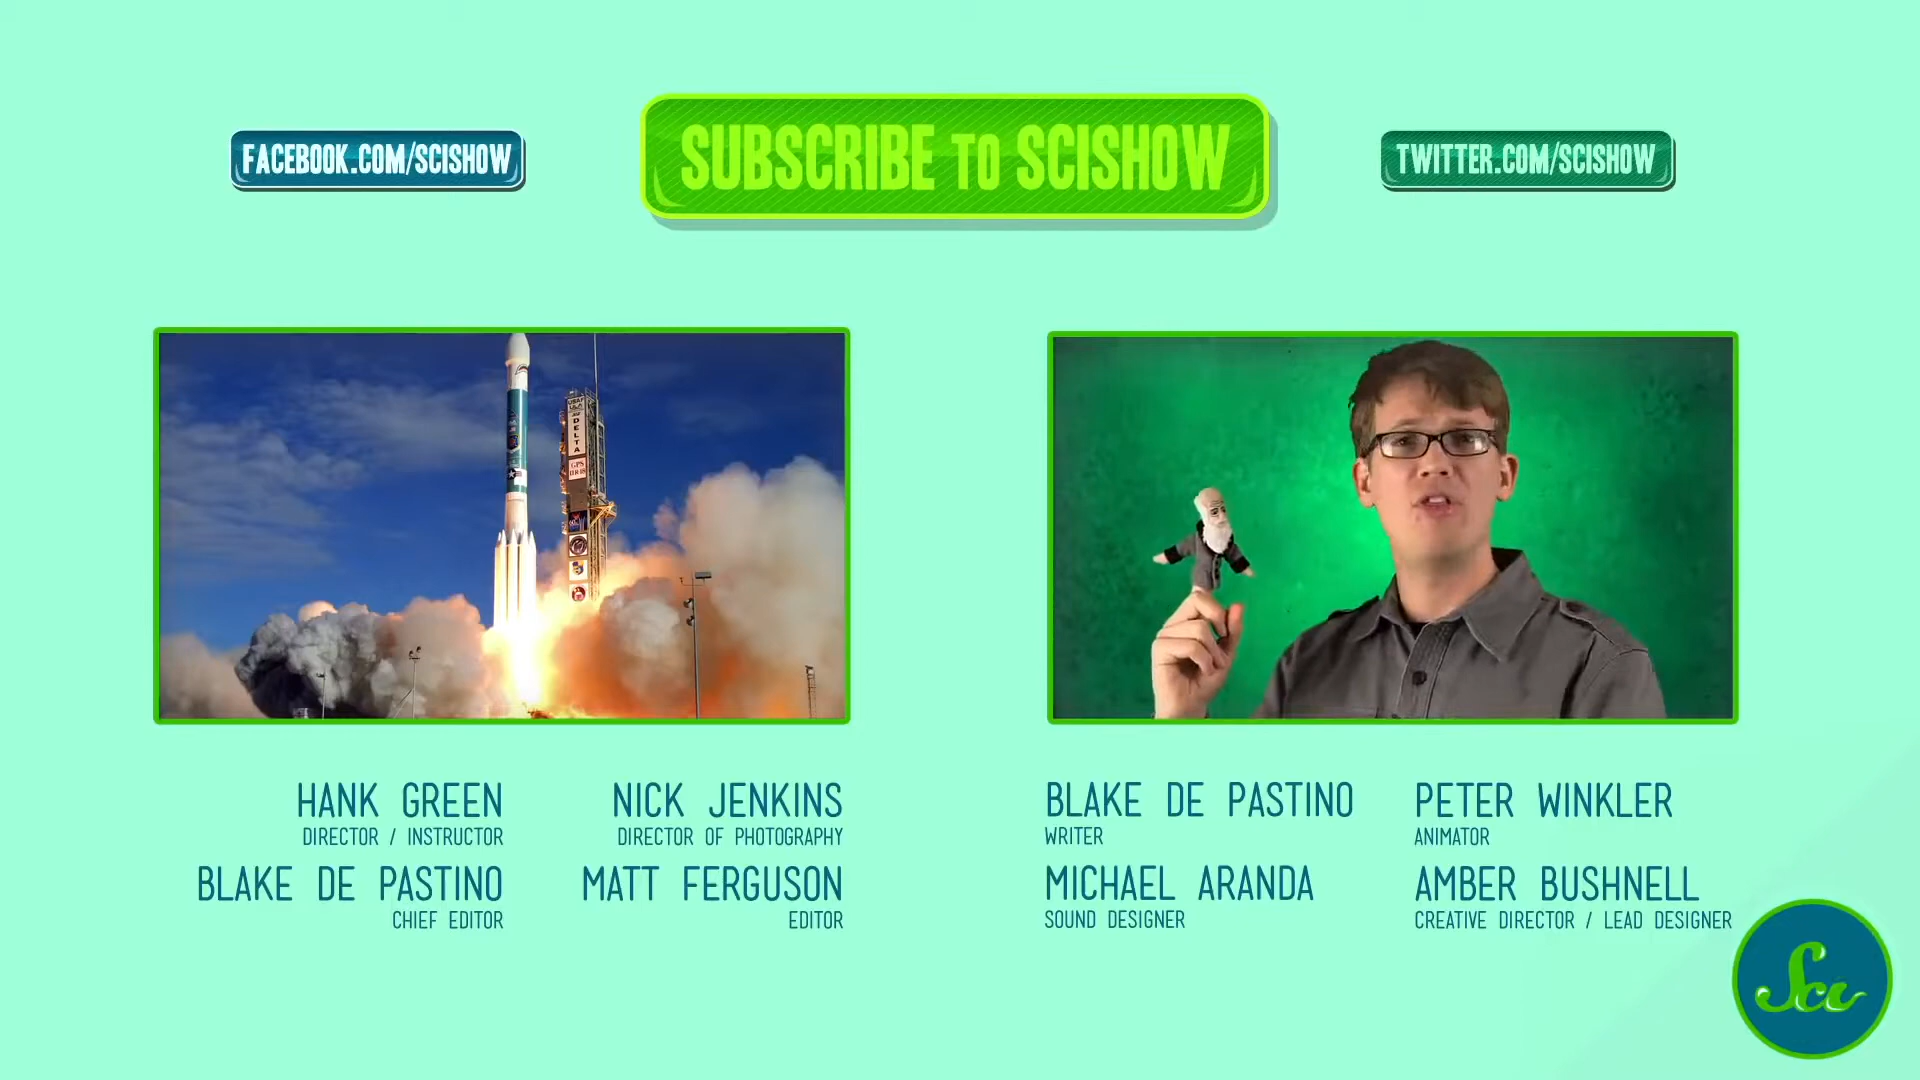 FACEBOOK.COM/SCISHOW
SUBSCRIBE TO SCISHOW
TWITTER.COM/SCISHOW
DELTA
HANK GREEN
DIRECTOR / INSTRUCTOR
NICK JENKINS
DIRECTOR OF PHOTOGRAPHY
BLAKE DE PASTINO
CHIEF EDITOR
MATT FERGUSON
EDITOR
BLAKE DE PASTINO
WRITER
PETER WINKLER
ANIMATOR
MICHAEL ARANDA
SOUND DESIGNER
AMBER BUSHNELL
CREATIVE DIRECTOR / LEAD DESIGNER
Sci